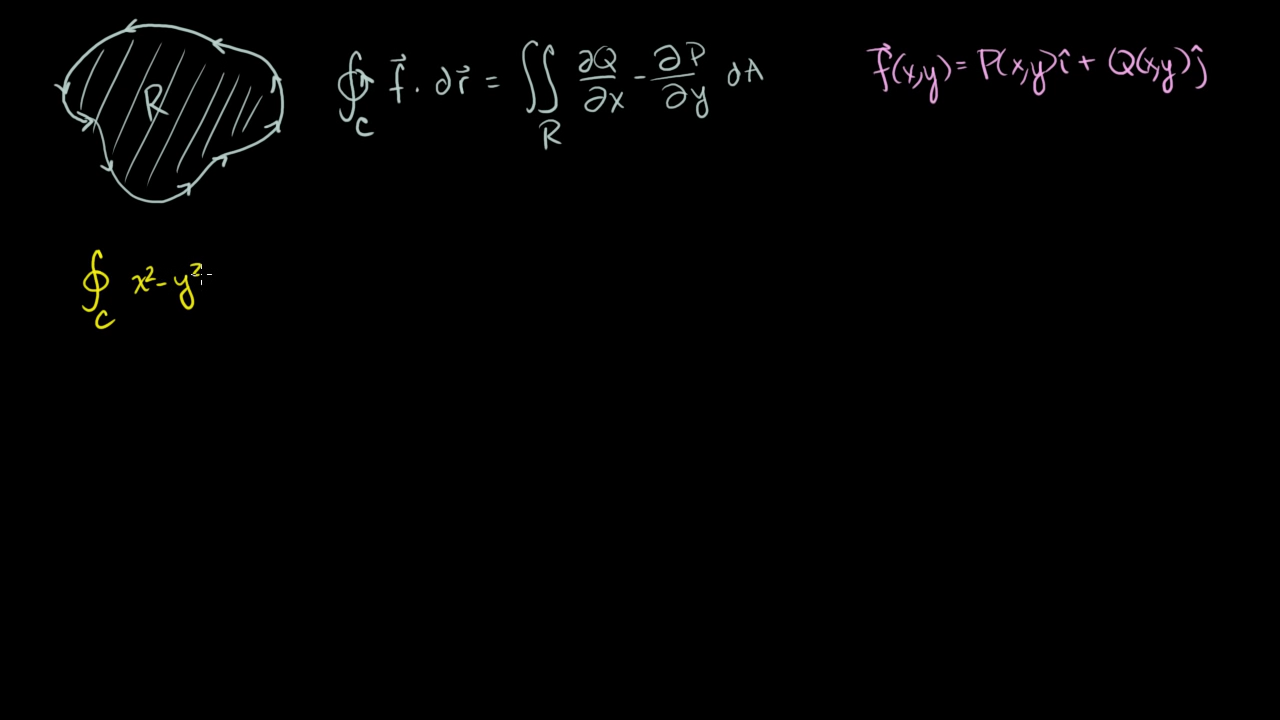 R ∮_C f⃗ · dr⃗ = ∬_R ∂Q/∂x - ∂P/∂y dA f⃗(x,y) = P(x,y)î + Q(x,y)ĵ
∮_C x² - y²